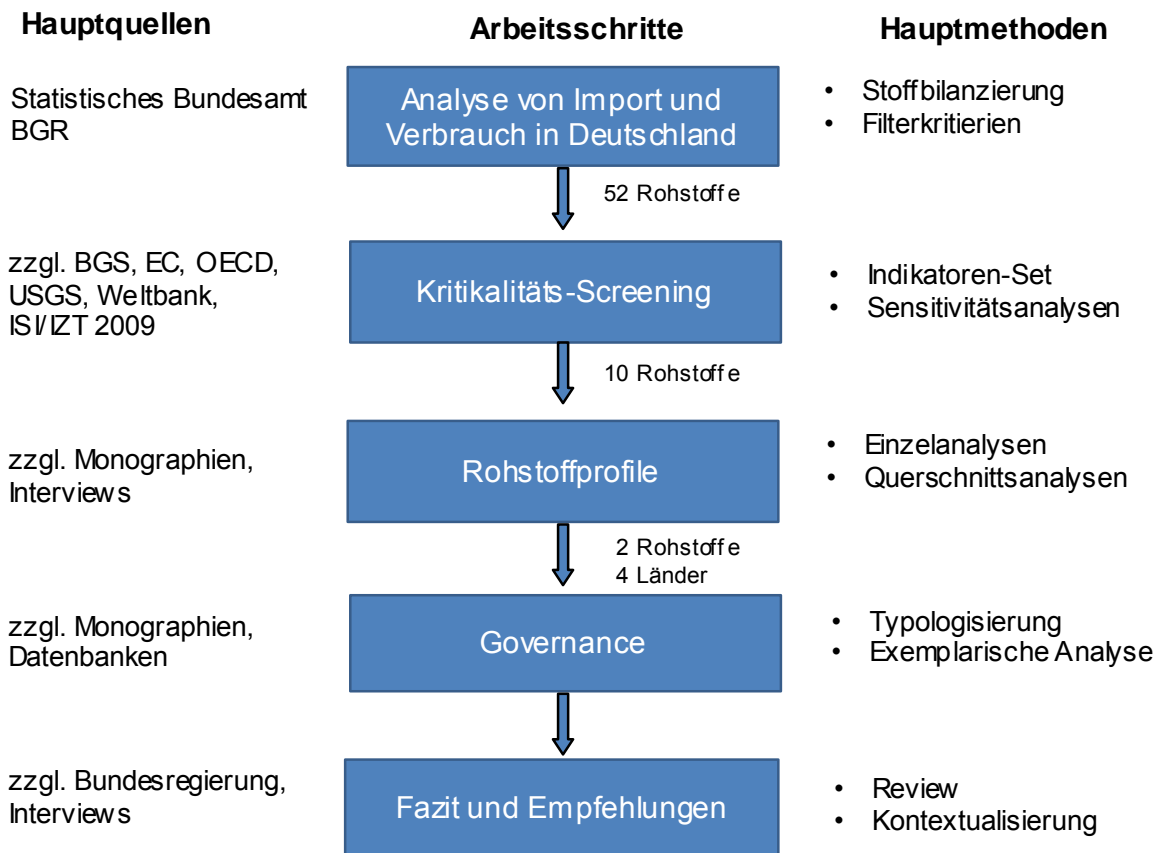 Hauptquellen
Arbeitsschritte
Hauptmethoden
Statistisches Bundesamt
BGR
Analyse von Import und
Verbrauch in Deutschland
• Stoffbilanzierung
• Filterkritierien
52 Rohstoffe
zzgl. BGS, EC, OECD,
USGS, Weltbank,
ISI/IZT 2009
Kritikalitäts-Screening
• Indikatoren-Set
• Sensitivitätsanalysen
10 Rohstoffe
zzgl. Monographien,
Interviews
Rohstoffprofile
• Einzelanalysen
• Querschnittsanalysen
2 Rohstoffe
4 Länder
zzgl. Monographien,
Datenbanken
Governance
• Typologisierung
• Exemplarische Analyse
zzgl. Bundesregierung,
Interviews
Fazit und Empfehlungen
• Review
• Kontextualisierung